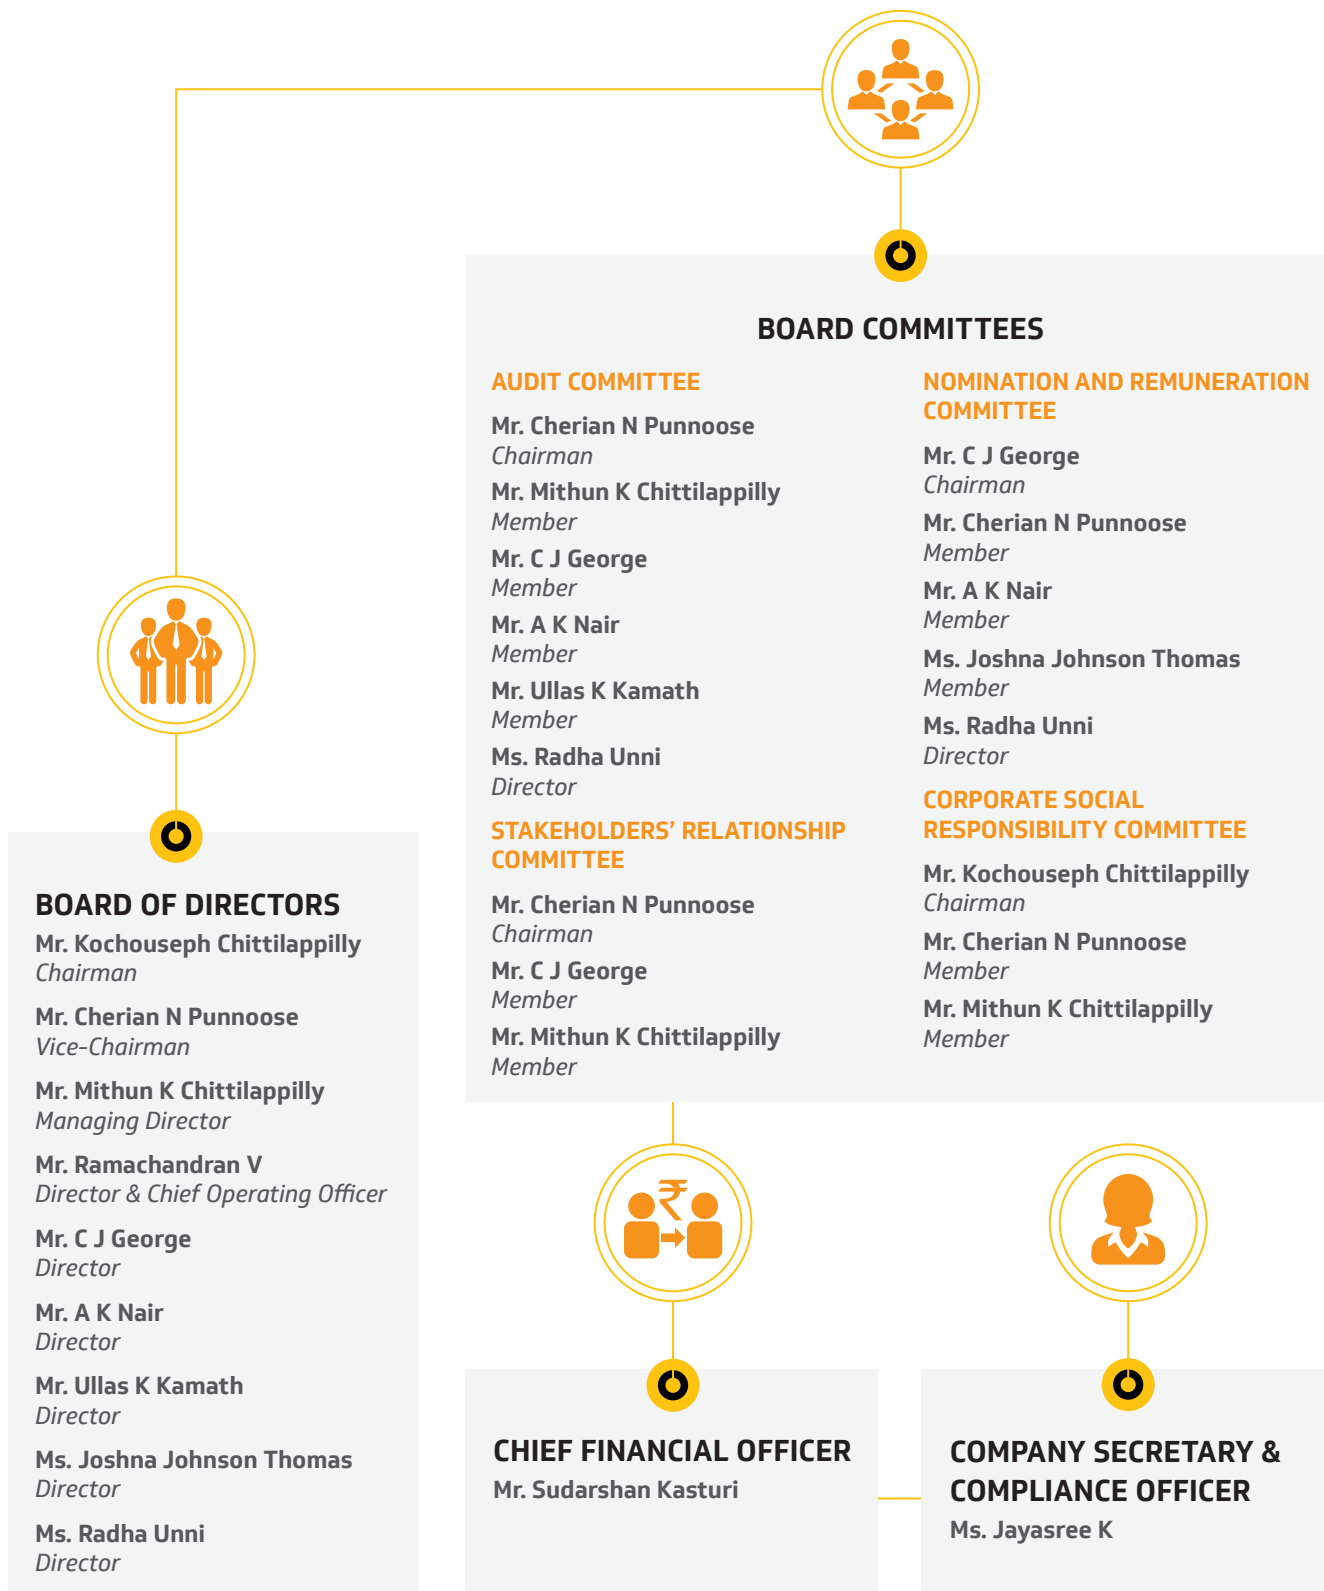 BOARD COMMITTEES
AUDIT COMMITTEE
Mr. Cherian N Punnoose
Chairman
Mr. Mithun K Chittilappilly
Member
Mr. C J George
Member
Mr. A K Nair
Member
Mr. Ullas K Kamath
Member
Ms. Radha Unni
Director
STAKEHOLDERS’ RELATIONSHIP
COMMITTEE
Mr. Cherian N Punnoose
Chairman
Mr. C J George
Member
Mr. Mithun K Chittilappilly
Member
NOMINATION AND REMUNERATION
COMMITTEE
Mr. C J George
Chairman
Mr. Cherian N Punnoose
Member
Mr. A K Nair
Member
Ms. Joshna Johnson Thomas
Member
Ms. Radha Unni
Director
CORPORATE SOCIAL
RESPONSIBILITY COMMITTEE
Mr. Kochouseph Chittilappilly
Chairman
Mr. Cherian N Punnoose
Member
Mr. Mithun K Chittilappilly
Member
BOARD OF DIRECTORS
Mr. Kochouseph Chittilappilly
Chairman
Mr. Cherian N Punnoose
Vice-Chairman
Mr. Mithun K Chittilappilly
Managing Director
Mr. Ramachandran V
Director & Chief Operating Officer
Mr. C J George
Director
Mr. A K Nair
Director
Mr. Ullas K Kamath
Director
Ms. Joshna Johnson Thomas
Director
Ms. Radha Unni
Director
₹
CHIEF FINANCIAL OFFICER
Mr. Sudarshan Kasturi
COMPANY SECRETARY &
COMPLIANCE OFFICER
Ms. Jayasree K